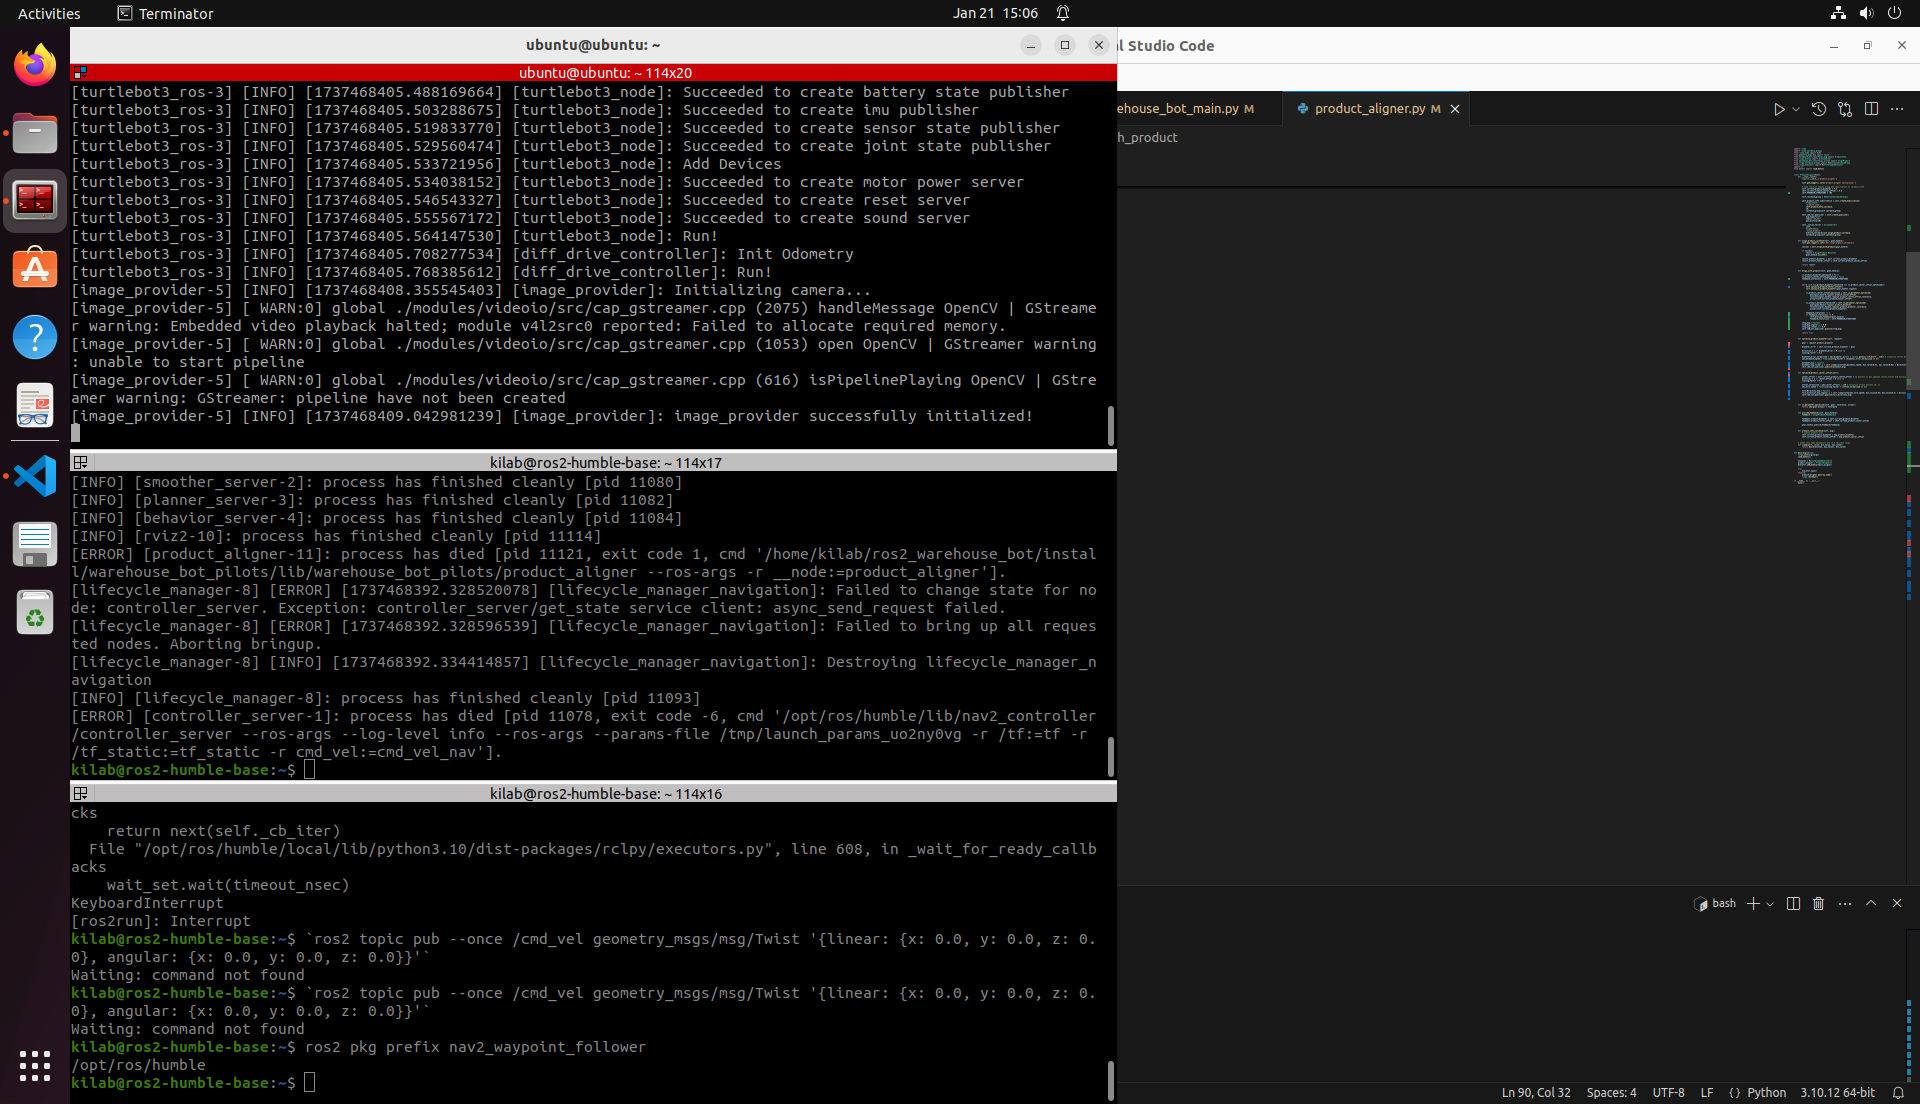 Activities
Terminator
Jan 21 15:06
ubuntu@ubuntu: ~
ubuntu@ubuntu: ~ 114x20
[turtlebot3_ros-3] [INFO] [1737468405.488169664] [turtlebot3_node]: Succeeded to create battery state publisher
[turtlebot3_ros-3] [INFO] [1737468405.503288675] [turtlebot3_node]: Succeeded to create imu publisher
[turtlebot3_ros-3] [INFO] [1737468405.519833770] [turtlebot3_node]: Succeeded to create sensor state publisher
[turtlebot3_ros-3] [INFO] [1737468405.529560474] [turtlebot3_node]: Succeeded to create joint state publisher
[turtlebot3_ros-3] [INFO] [1737468405.533721956] [turtlebot3_node]: Add Devices
[turtlebot3_ros-3] [INFO] [1737468405.534038152] [turtlebot3_node]: Succeeded to create motor power server
[turtlebot3_ros-3] [INFO] [1737468405.546543327] [turtlebot3_node]: Succeeded to create reset server
[turtlebot3_ros-3] [INFO] [1737468405.555567172] [turtlebot3_node]: Succeeded to create sound server
[turtlebot3_ros-3] [INFO] [1737468405.564147530] [turtlebot3_node]: Run!
[turtlebot3_ros-3] [INFO] [1737468405.708277534] [diff_drive_controller]: Init Odometry
[turtlebot3_ros-3] [INFO] [1737468405.768385612] [diff_drive_controller]: Run!
[image_provider-5] [INFO] [1737468408.355545403] [image_provider]: Initializing camera...
[image_provider-5] [ WARN:0] global ./modules/videoio/src/cap_gstreamer.cpp (2075) handleMessage OpenCV | GStreame
r warning: Embedded video playback halted; module v4l2src0 reported: Failed to allocate required memory.
[image_provider-5] [ WARN:0] global ./modules/videoio/src/cap_gstreamer.cpp (1053) open OpenCV | GStreamer warning
: unable to start pipeline
[image_provider-5] [ WARN:0] global ./modules/videoio/src/cap_gstreamer.cpp (616) isPipelinePlaying OpenCV | GStre
amer warning: GStreamer: pipeline have not been created
[image_provider-5] [INFO] [1737468409.042981239] [image_provider]: image_provider successfully initialized!
kilab@ros2-humble-base: ~ 114x17
[INFO] [smoother_server-2]: process has finished cleanly [pid 11080]
[INFO] [planner_server-3]: process has finished cleanly [pid 11082]
[INFO] [behavior_server-4]: process has finished cleanly [pid 11084]
[INFO] [rviz2-10]: process has finished cleanly [pid 11114]
[ERROR] [product_aligner-11]: process has died [pid 11121, exit code 1, cmd '/home/kilab/ros2_warehouse_bot/instal
l/warehouse_bot_pilots/lib/warehouse_bot_pilots/product_aligner --ros-args -r __node:=product_aligner'].
[lifecycle_manager-8] [ERROR] [1737468392.328520078] [lifecycle_manager_navigation]: Failed to change state for no
de: controller_server. Exception: controller_server/get_state service client: async_send_request failed.
[lifecycle_manager-8] [ERROR] [1737468392.328596539] [lifecycle_manager_navigation]: Failed to bring up all reques
ted nodes. Aborting bringup.
[lifecycle_manager-8] [INFO] [1737468392.334414857] [lifecycle_manager_navigation]: Destroying lifecycle_manager_n
avigation
[INFO] [lifecycle_manager-8]: process has finished cleanly [pid 11093]
[ERROR] [controller_server-1]: process has died [pid 11078, exit code -6, cmd '/opt/ros/humble/lib/nav2_controller
/controller_server --ros-args --log-level info --ros-args --params-file /tmp/launch_params_uo2ny0vg -r /tf:=tf -r
/tf_static:=tf_static -r cmd_vel:=cmd_vel_nav'].
kilab@ros2-humble-base:~$
kilab@ros2-humble-base: ~ 114x16
cks
return next(self._cb_iter)
File "/opt/ros/humble/local/lib/python3.10/dist-packages/rclpy/executors.py", line 608, in _wait_for_ready_callb
acks
wait_set.wait(timeout_nsec)
KeyboardInterrupt
[ros2run]: Interrupt
kilab@ros2-humble-base:~$ `ros2 topic pub --once /cmd_vel geometry_msgs/msg/Twist '{linear: {x: 0.0, y: 0.0, z: 0.
0}, angular: {x: 0.0, y: 0.0, z: 0.0}}'`
Waiting: command not found
kilab@ros2-humble-base:~$ `ros2 topic pub --once /cmd_vel geometry_msgs/msg/Twist '{linear: {x: 0.0, y: 0.0, z: 0.
0}, angular: {x: 0.0, y: 0.0, z: 0.0}}'`
Waiting: command not found
kilab@ros2-humble-base:~$ ros2 pkg prefix nav2_waypoint_follower
/opt/ros/humble
kilab@ros2-humble-base:~$
l Studio Code
ehouse_bot_main.py M
product_aligner.py M
h_product
bash
Ln 90, Col 32
Spaces: 4
UTF-8
LF
{ } Python
3.10.12 64-bit